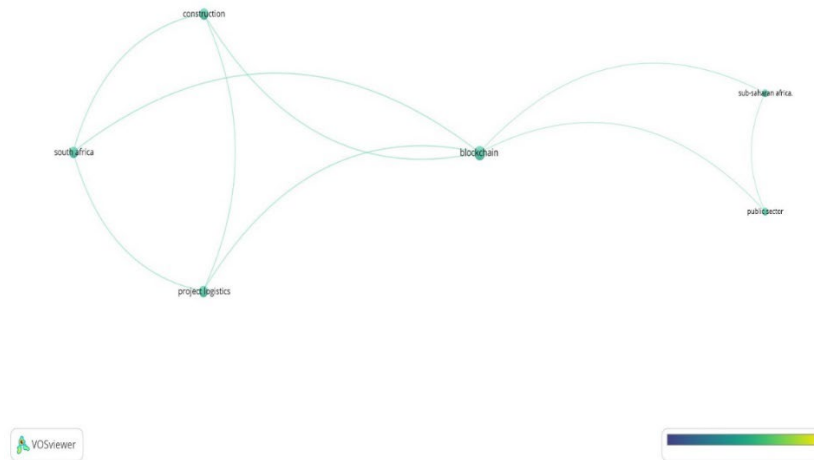 construction
sub-saharan africa.
south africa
blockchain
public sector
project logistics
VOSviewer